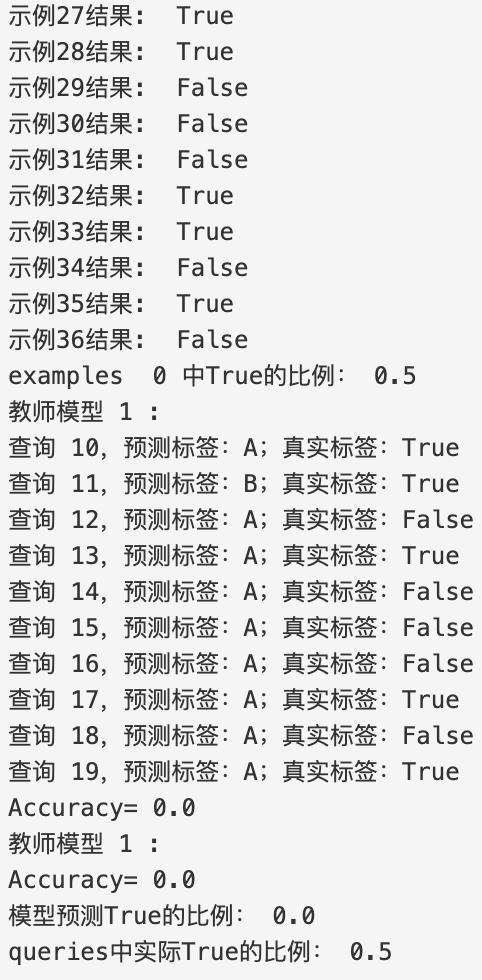 示例27结果:  True
示例28结果:  True
示例29结果:  False
示例30结果:  False
示例31结果:  False
示例32结果:  True
示例33结果:  True
示例34结果:  False
示例35结果:  True
示例36结果:  False
examples  0 中True的比例： 0.5
教师模型 1 :
查询 10，预测标签：A；真实标签：True
查询 11，预测标签：B；真实标签：True
查询 12，预测标签：A；真实标签：False
查询 13，预测标签：A；真实标签：True
查询 14，预测标签：A；真实标签：False
查询 15，预测标签：A；真实标签：False
查询 16，预测标签：A；真实标签：False
查询 17，预测标签：A；真实标签：True
查询 18，预测标签：A；真实标签：False
查询 19，预测标签：A；真实标签：True
Accuracy= 0.0
教师模型 1 :
Accuracy= 0.0
模型预测True的比例： 0.0
queries中实际True的比例： 0.5